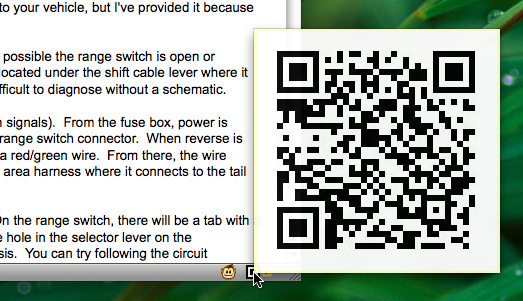 to your vehicle, but I've provided it because
possible the range switch is open or
located under the shift cable lever where it
fficult to diagnose without a schematic.
signals). From the fuse box, power is
range switch connector. When reverse is
a red/green wire. From there, the wire
area harness where it connects to the tail
On the range switch, there will be a tab with
hole in the selector lever on the
sis. You can try following the circuit